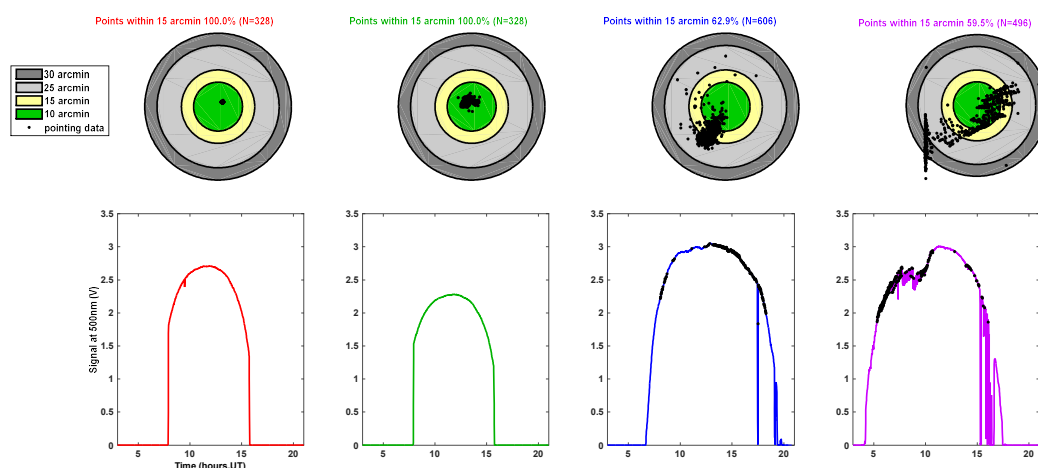 Points within 15 arcmin 100.0% (N=328)
Points within 15 arcmin 100.0% (N=328)
Points within 15 arcmin 62.9% (N=606)
Points within 15 arcmin 59.5% (N=496)
30 arcmin
25 arcmin
15 arcmin
10 arcmin
pointing data
3.5
3
2.5
2
1.5
1
0.5
0
5 10 15 20
Signal at 500nm (V)
Time (hours,UT)
3.5
3
2.5
2
1.5
1
0.5
0
5 10 15 20
3.5
3
2.5
2
1.5
1
0.5
0
5 10 15 20
3.5
3
2.5
2
1.5
1
0.5
0
5 10 15 20